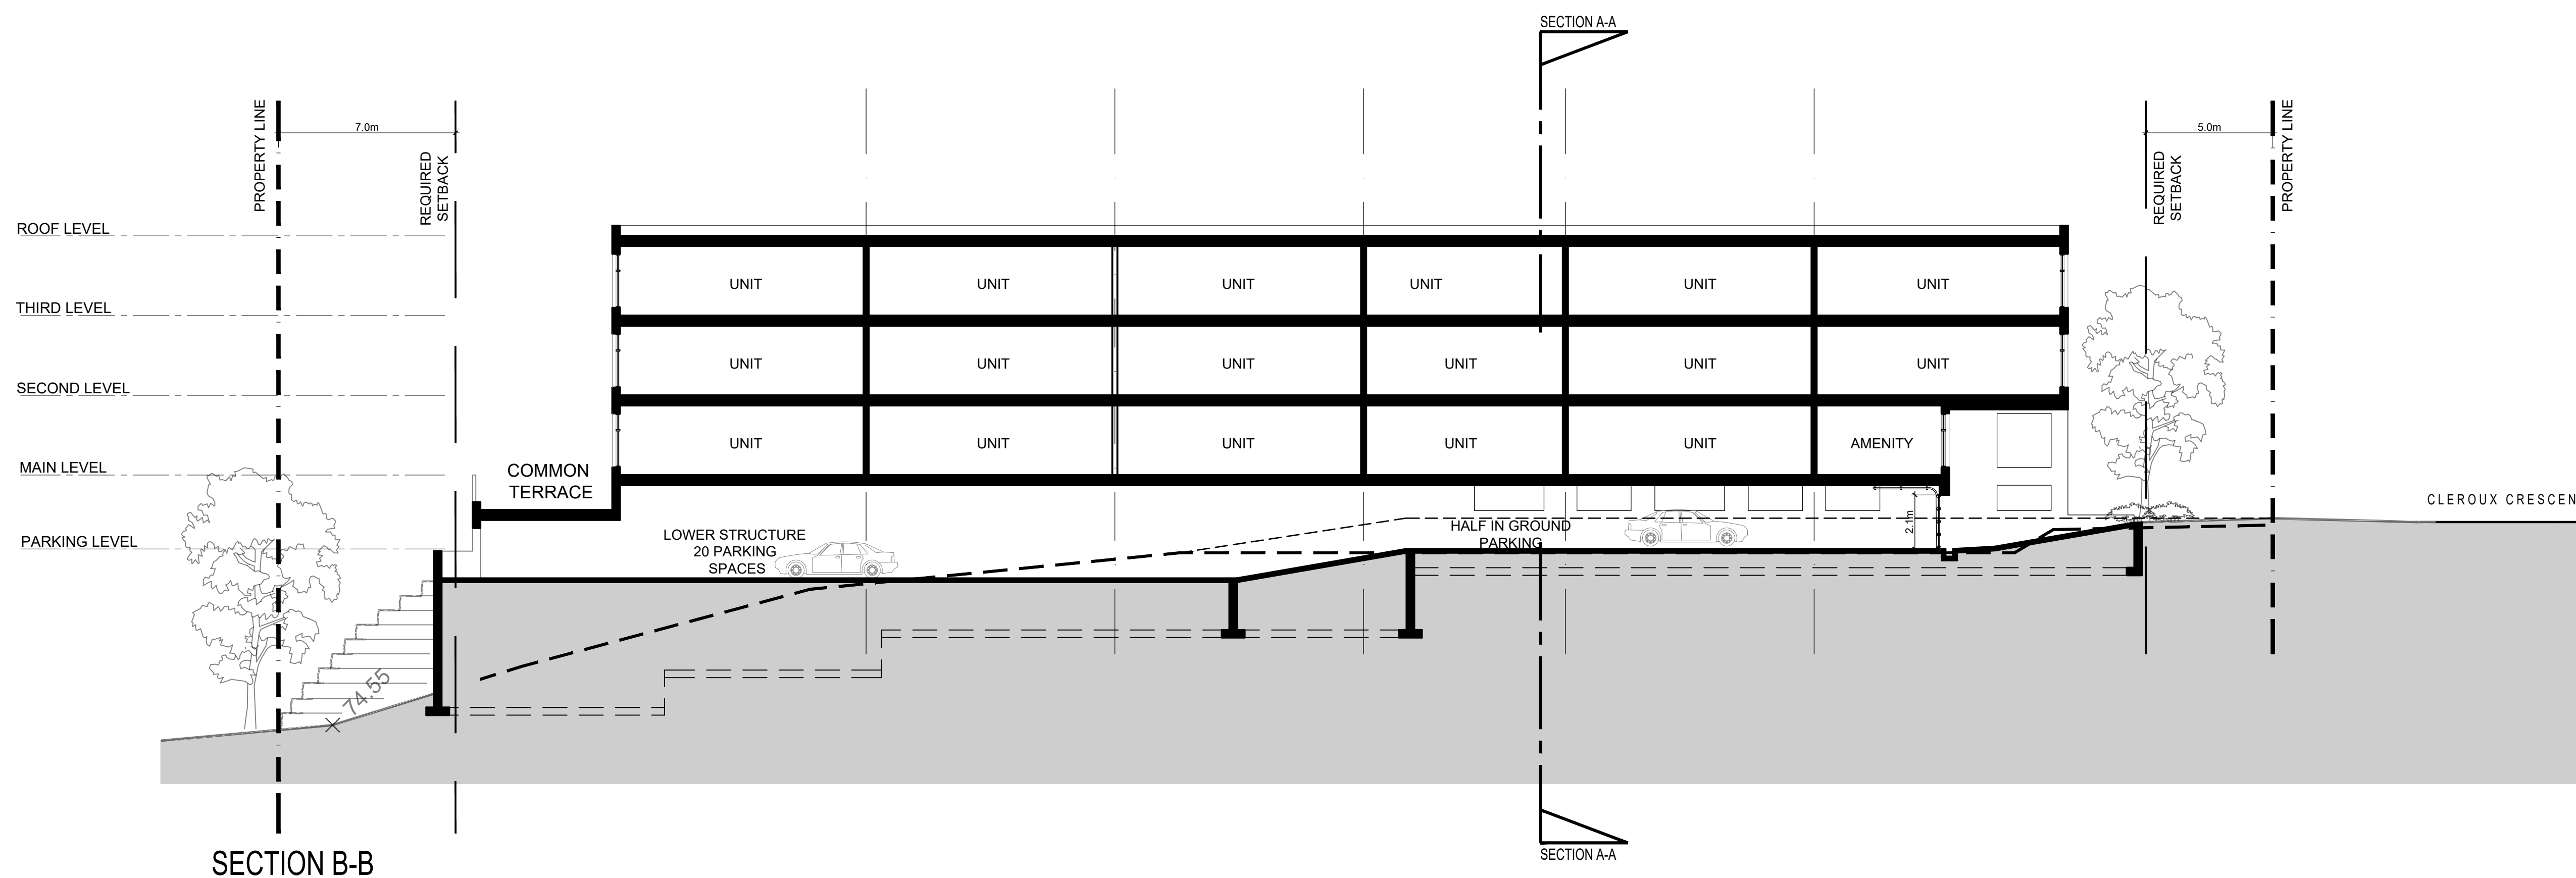 SECTION A-A
PROPERTY LINE
7.0m
REQUIRED
SETBACK
5.0m
REQUIRED
SETBACK
PROPERTY LINE
ROOF LEVEL
UNIT UNIT UNIT UNIT UNIT UNIT
THIRD LEVEL
UNIT UNIT UNIT UNIT UNIT UNIT
SECOND LEVEL
UNIT UNIT UNIT UNIT UNIT AMENITY
MAIN LEVEL
COMMON
TERRACE
CLEROUX CRESCEN
PARKING LEVEL
LOWER STRUCTURE
20 PARKING
SPACES
HALF IN GROUND
PARKING
2.1m
74.55
SECTION B-B
SECTION A-A